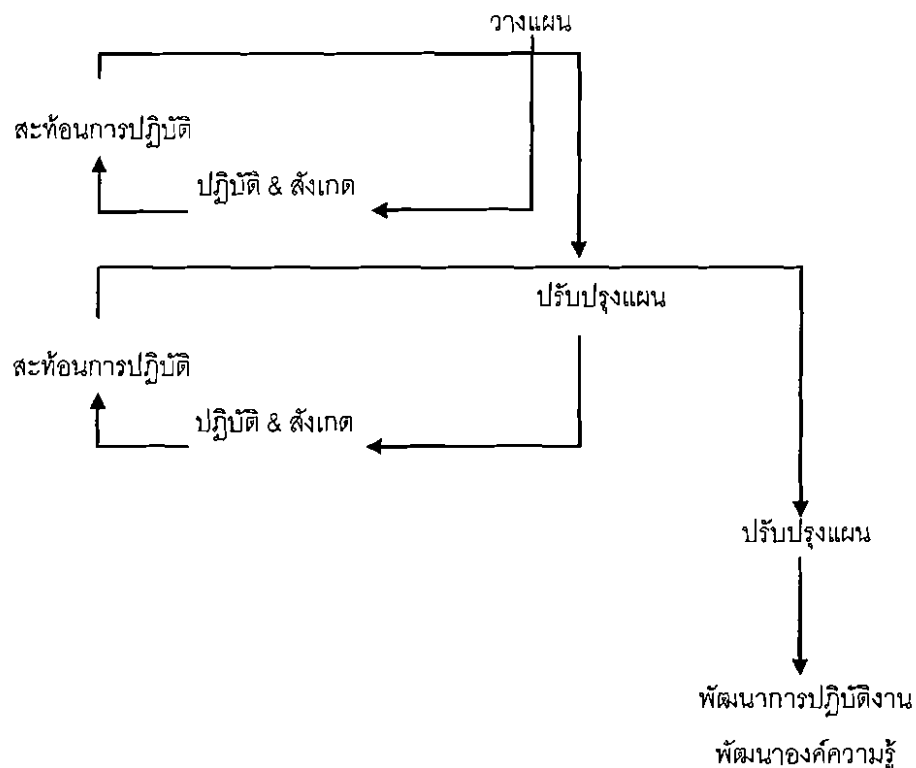 วางแผน
สะท้อนการปฏิบัติ
ปฏิบัติ & สังเกต
ปรับปรุงแผน
สะท้อนการปฏิบัติ
ปฏิบัติ & สังเกต
ปรับปรุงแผน
พัฒนาการปฏิบัติงาน
พัฒนาองค์ความรู้